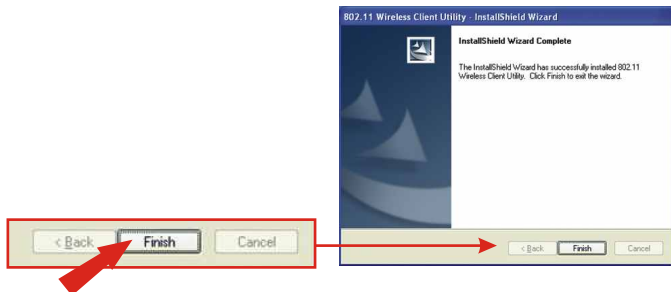 802.11 Wireless Client Utility - InstallShield Wizard
InstallShield Wizard Complete
The InstallShield Wizard has successfully installed 802.11
Wireless Client Utility. Click Finish to exit the wizard.
< Back Finish Cancel
< Back Finish Cancel